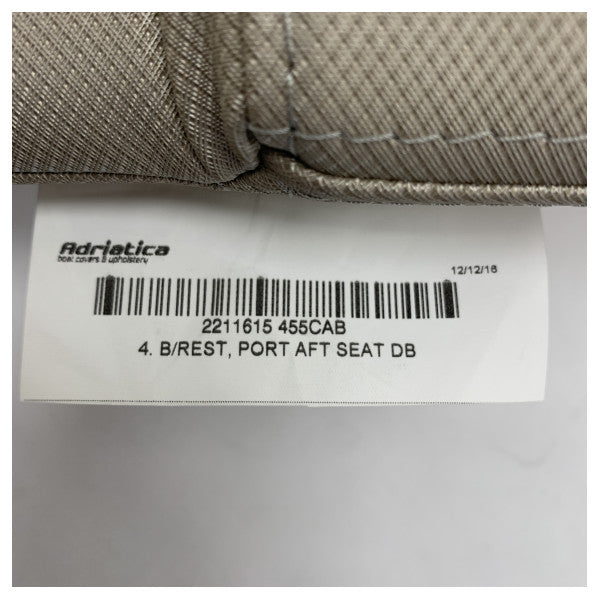 Adriatica
boat covers & upholstery
12/12/16
2211615 455CAB
4. B/REST, PORT AFT SEAT DB